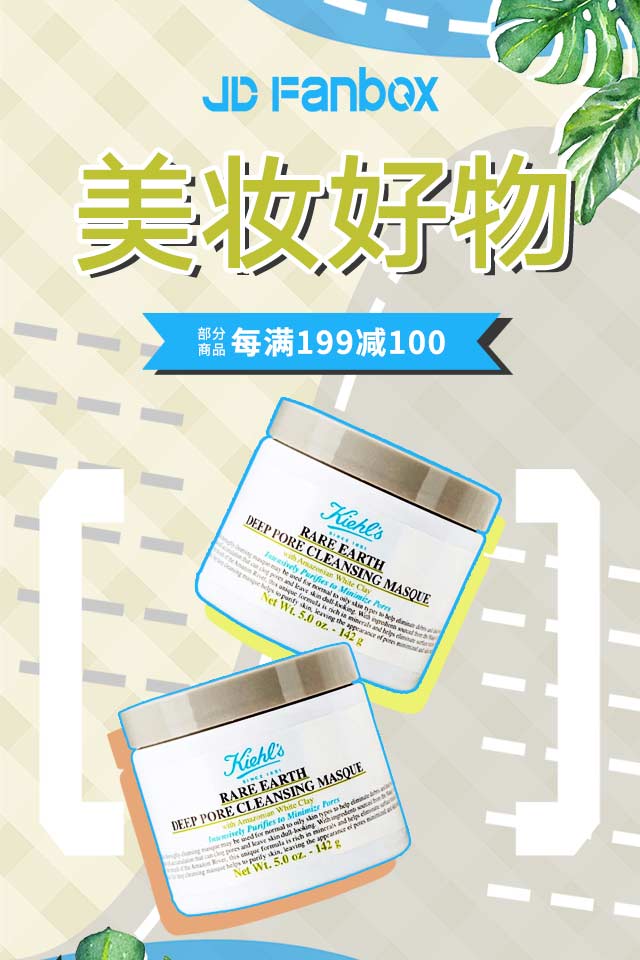 JD Fanbox
美妆好物
部分
商品
每满199减100
Kiehl's
SINCE 1851
RARE EARTH
DEEP PORE CLEANSING MASQUE
with Amazonian White Clay
Intensively Purifies to Minimize Pores
Net Wt. 5.0 oz. - 142 g
Kiehl's
SINCE 1851
RARE EARTH
DEEP PORE CLEANSING MASQUE
with Amazonian White Clay
Intensively Purifies to Minimize Pores
Net Wt. 5.0 oz. - 142 g